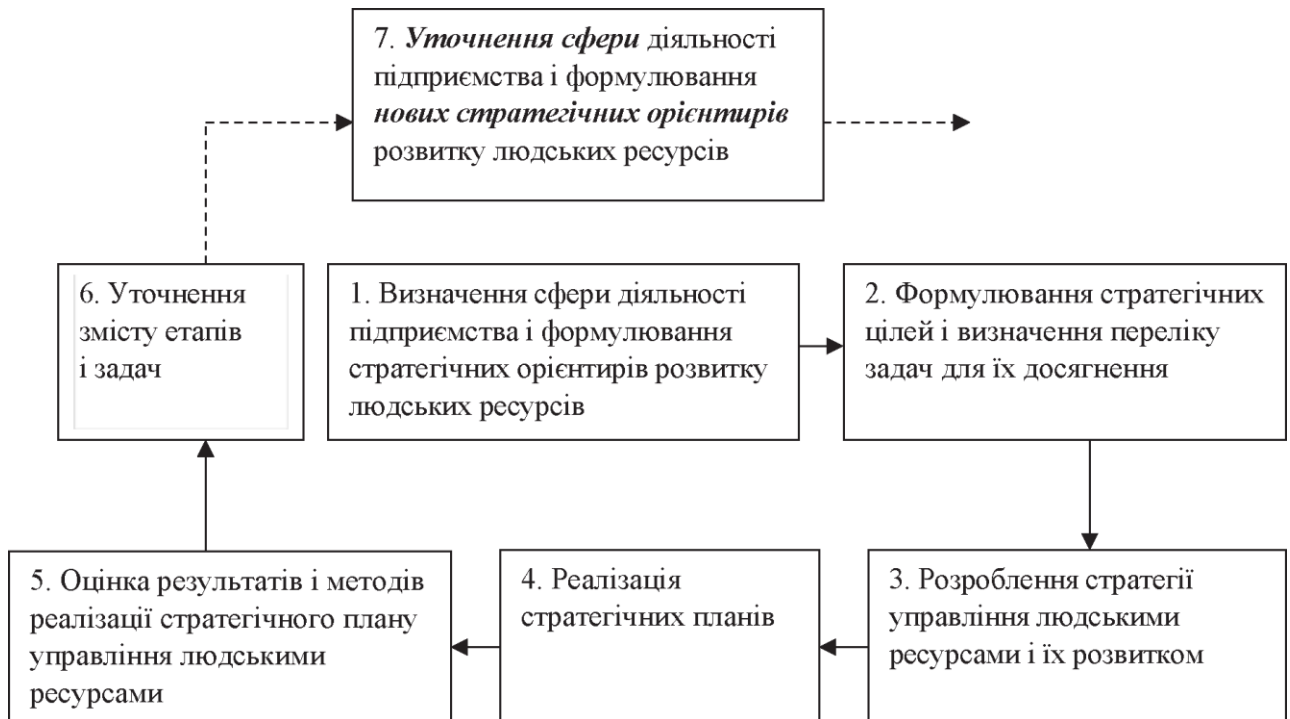 7. Уточнення сфери діяльності
підприємства і формулювання
нових стратегічних орієнтирів
розвитку людських ресурсів
6. Уточнення
змісту етапів
і задач
1. Визначення сфери діяльності
підприємства і формулювання
стратегічних орієнтирів розвитку
людських ресурсів
2. Формулювання стратегічних
цілей і визначення переліку
задач для їх досягнення
5. Оцінка результатів і методів
реалізації стратегічного плану
управління людськими
ресурсами
4. Реалізація
стратегічних планів
3. Розроблення стратегії
управління людськими
ресурсами і їх розвитком